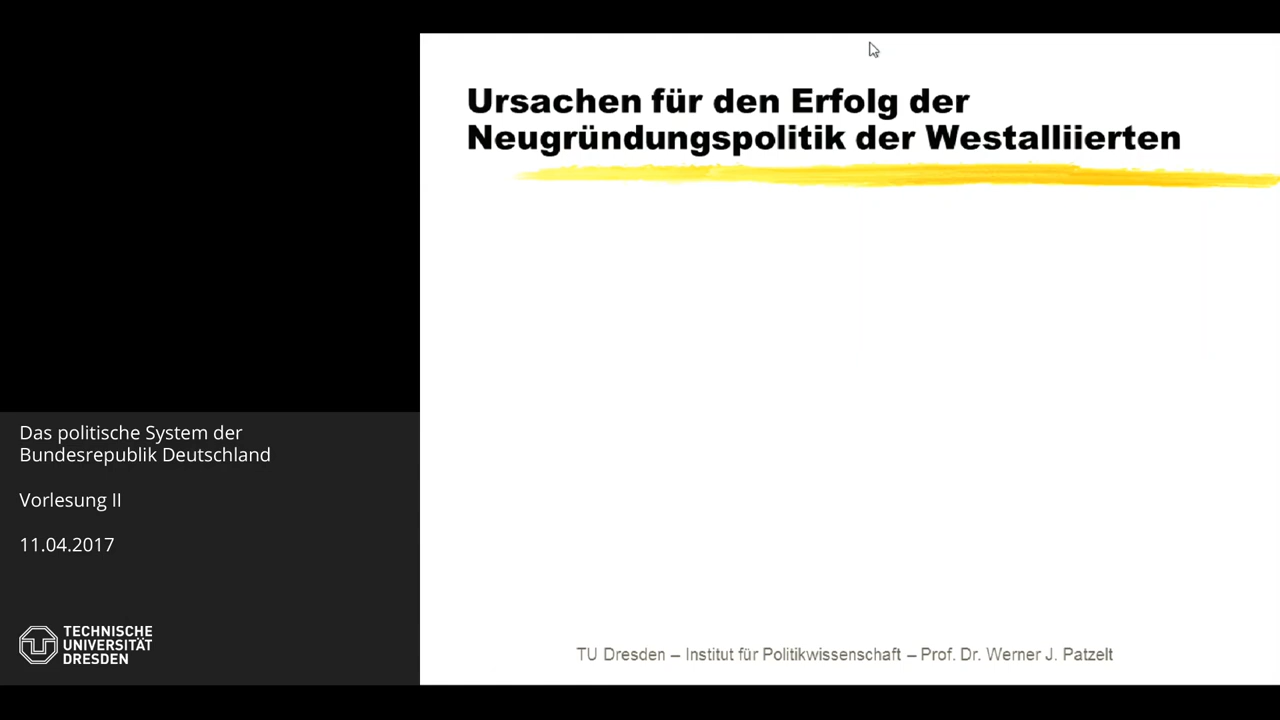 Ursachen für den Erfolg der
Neugründungspolitik der Westalliierten
Das politische System der
Bundesrepublik Deutschland
Vorlesung II
11.04.2017
TECHNISCHE
UNIVERSITÄT
DRESDEN
TU Dresden – Institut für Politikwissenschaft – Prof. Dr. Werner J. Patzelt